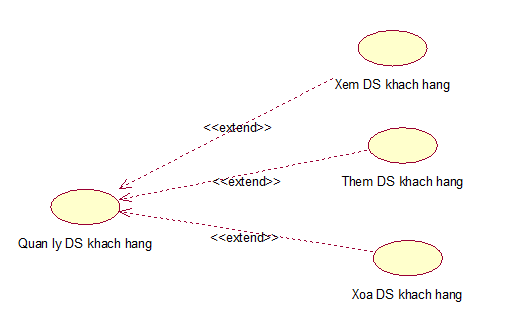 Xem DS khach hang
<<extend>>
Them DS khach hang
<<extend>>
Quan ly DS khach hang
<<extend>>
Xoa DS khach hang